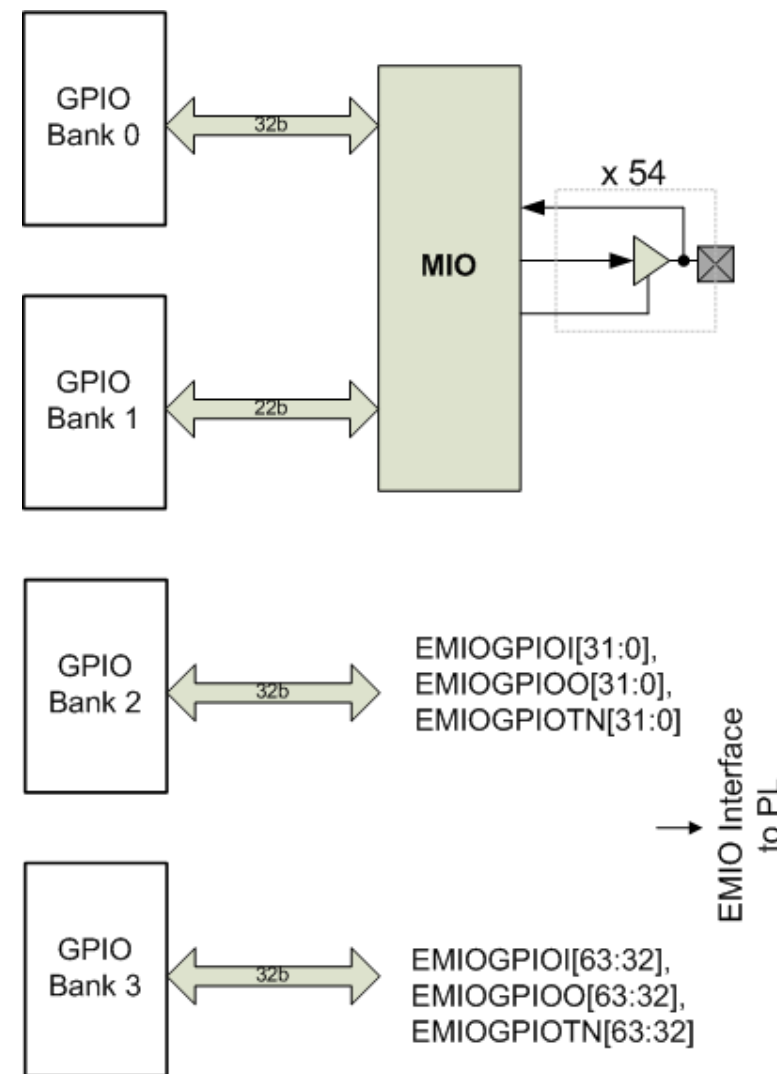 GPIO
Bank 0
32b
MIO
x 54
GPIO
Bank 1
22b
GPIO
Bank 2
32b
EMIOGPIOI[31:0],
EMIOGPIOO[31:0],
EMIOGPIOTN[31:0]
EMIO Interface
to PL
GPIO
Bank 3
32b
EMIOGPIOI[63:32],
EMIOGPIOO[63:32],
EMIOGPIOTN[63:32]